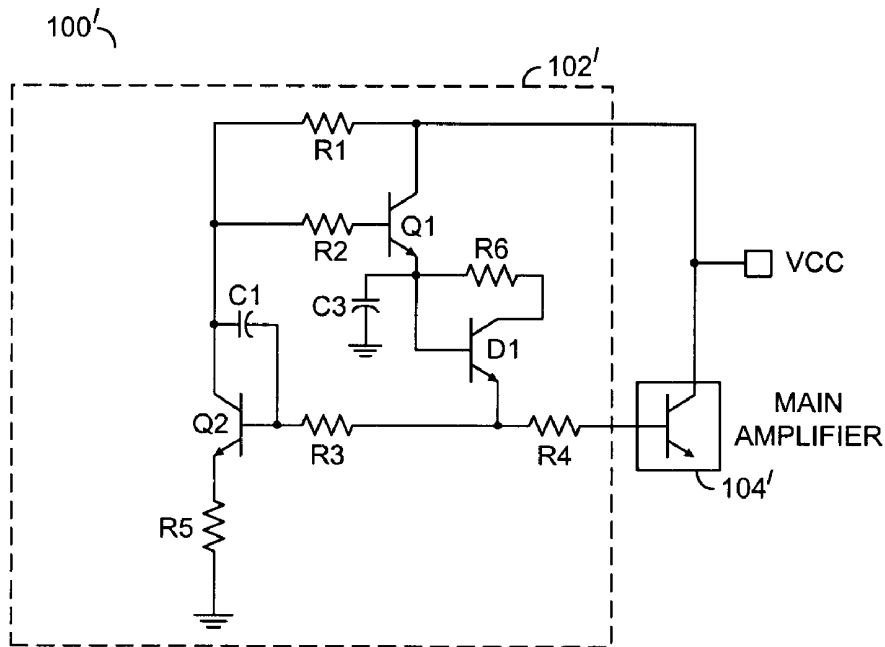 100′
102′
R1
R2
Q1
R6
VCC
C1
C3
D1
Q2
R3
R4
MAIN
AMPLIFIER
104′
R5